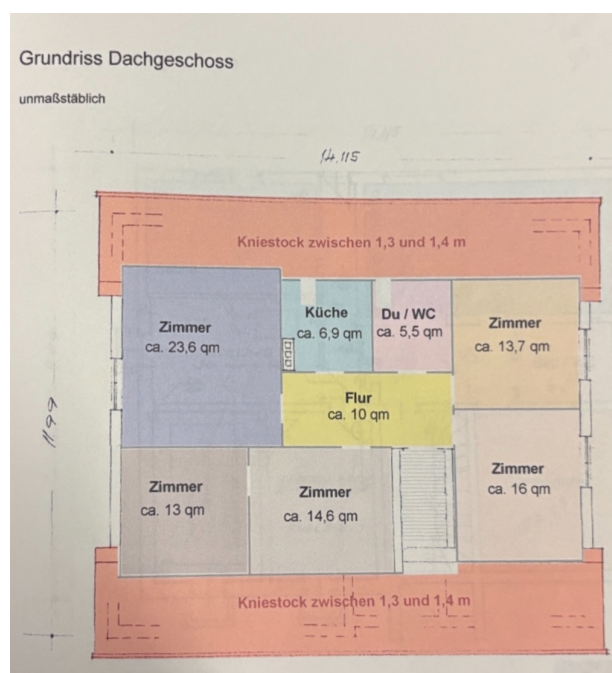 Grundriss Dachgeschoss
unmaßstäblich
14.115
Kniestock zwischen 1,3 und 1,4 m
Küche
ca. 6,9 qm
Du / WC
ca. 5,5 qm
Zimmer
ca. 23,6 qm
Zimmer
ca. 13,7 qm
Flur
ca. 10 qm
11.99
Zimmer
ca. 13 qm
Zimmer
ca. 14,6 qm
Zimmer
ca. 16 qm
Kniestock zwischen 1,3 und 1,4 m